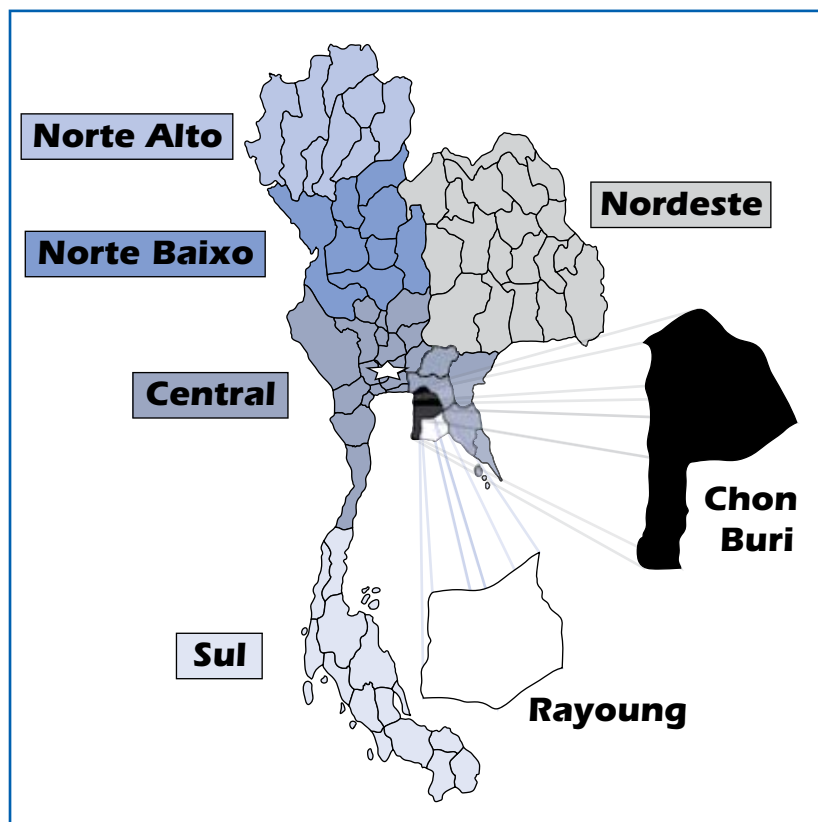 Norte Alto
Nordeste
Norte Baixo
Central
Chon
Buri
Sul
Rayoung